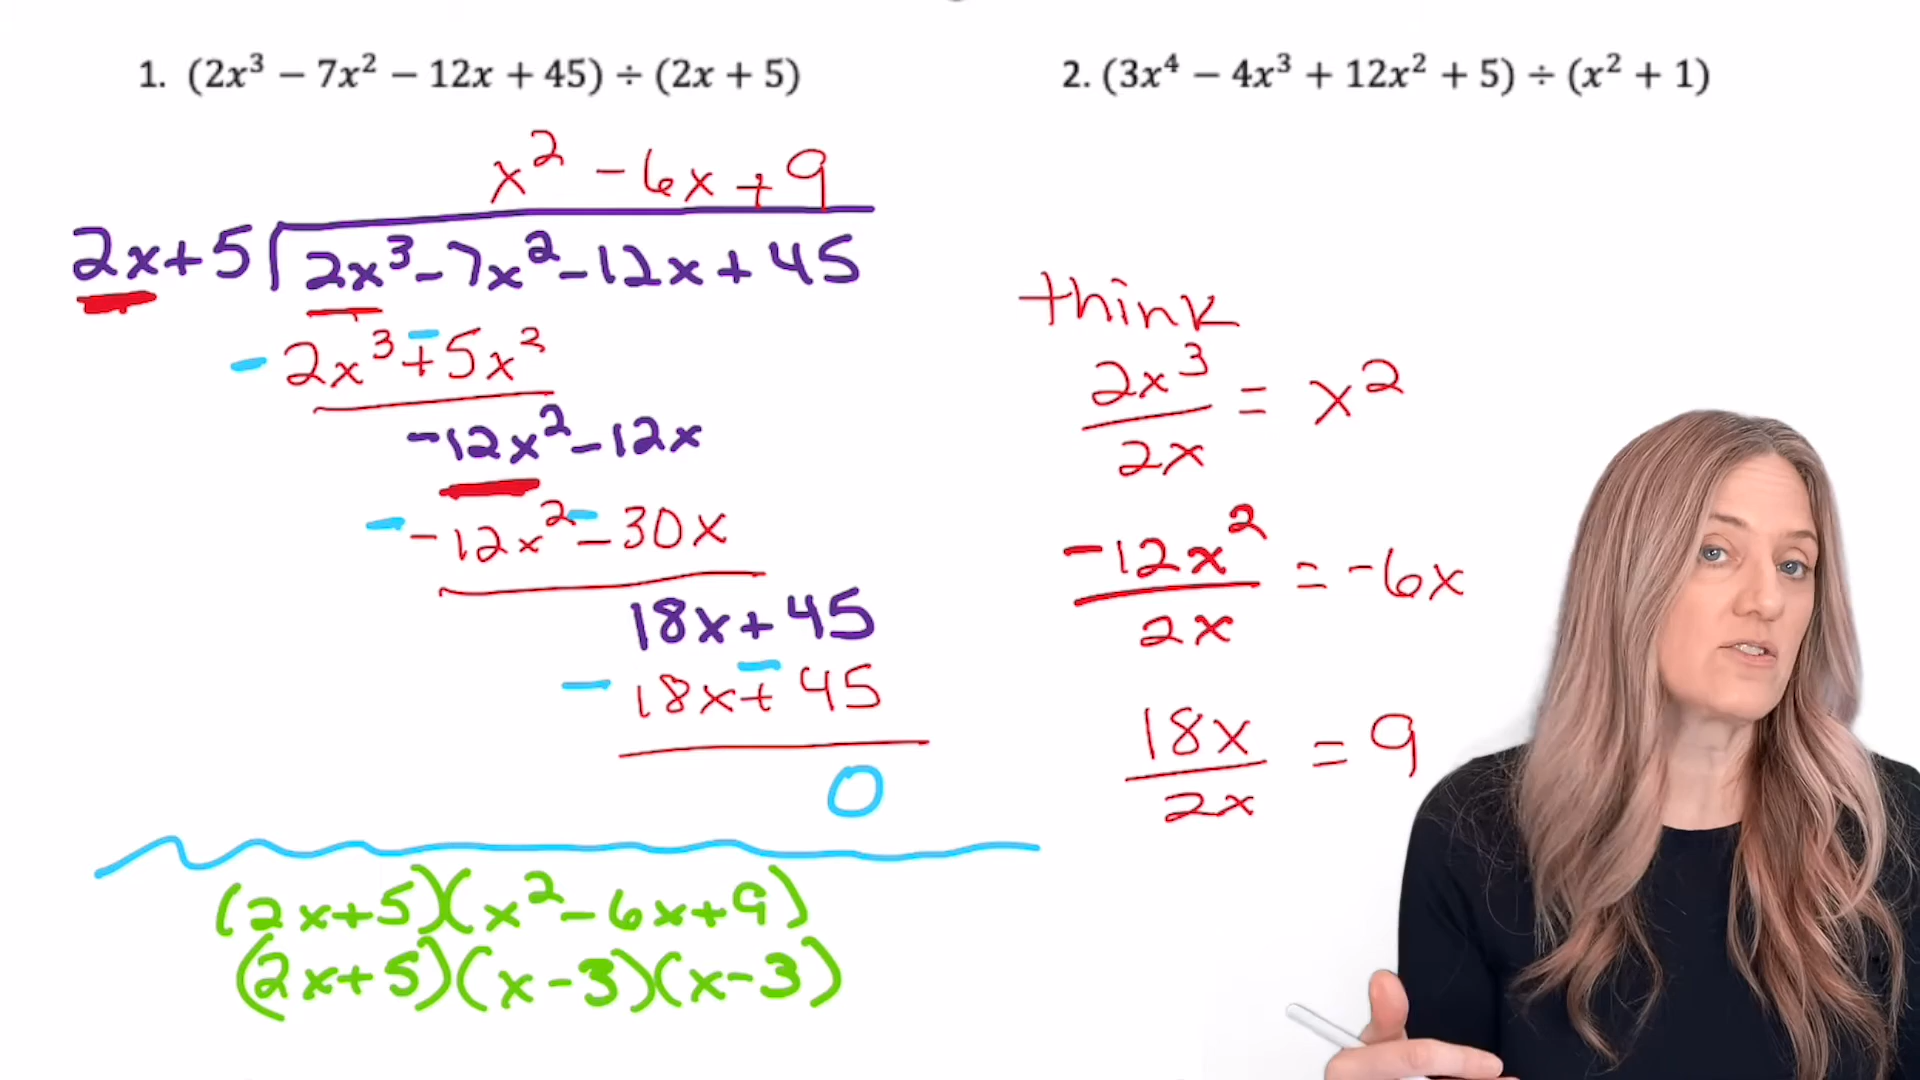 1. (2x³ − 7x² − 12x + 45) ÷ (2x + 5)
x² − 6x + 9
2x+5 2x³ − 7x² − 12x + 45
− 2x³ + 5x²
−12x² − 12x
− −12x² − 30x
18x + 45
− 18x + 45
0
(2x+5)(x² − 6x + 9)
(2x+5)(x − 3)(x − 3)
2. (3x⁴ − 4x³ + 12x² + 5) ÷ (x² + 1)
think
2x³/2x = x²
−12x²/2x = −6x
18x/2x = 9